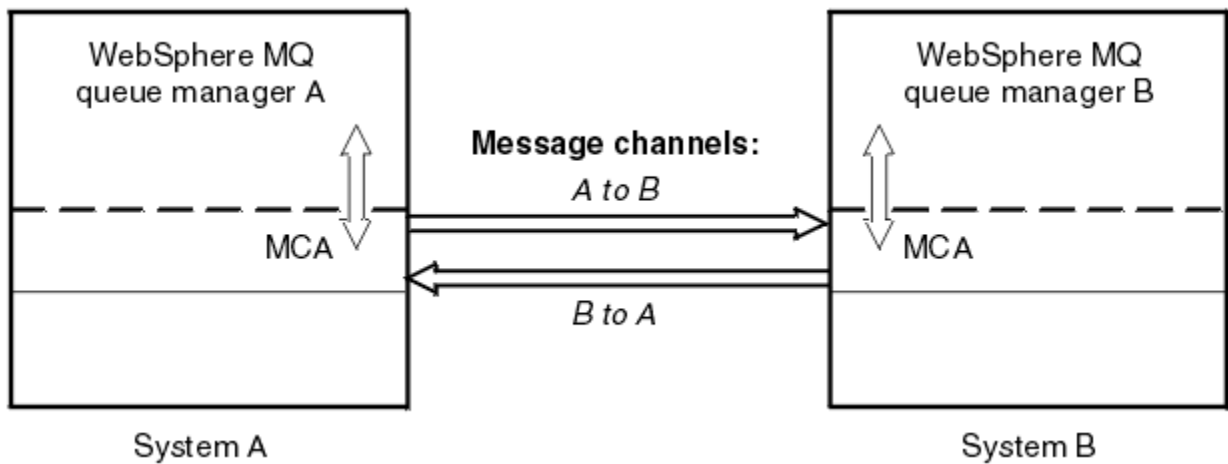 WebSphere MQ
queue manager A
WebSphere MQ
queue manager B
Message channels:
A to B
MCA
MCA
B to A
System A
System B